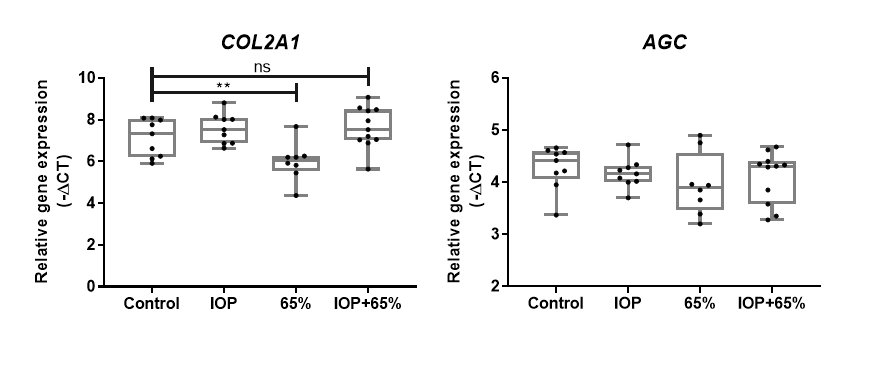 COL2A1
ns
**
Relative gene expression
(-ΔCT)
10
8
6
4
2
0
Control IOP 65% IOP+65%
AGC
Relative gene expression
(-ΔCT)
6
5
4
3
2
Control IOP 65% IOP+65%